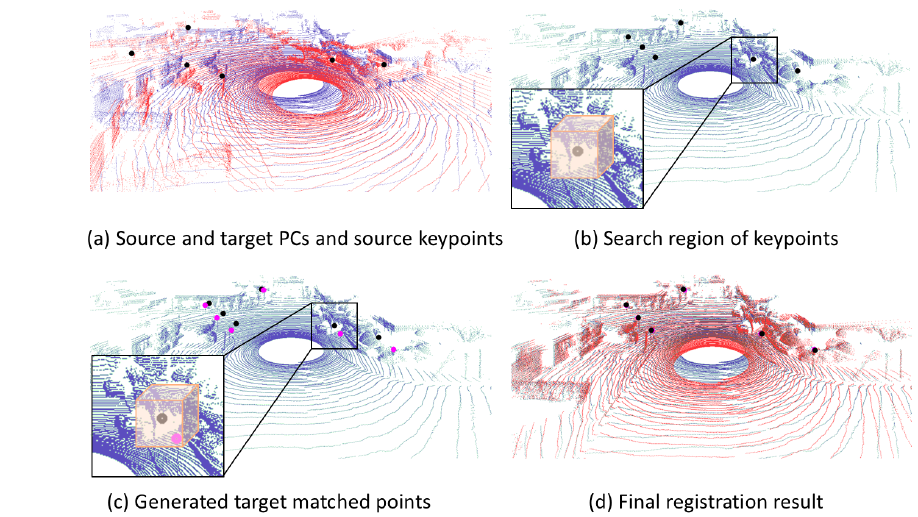 (a) Source and target PCs and source keypoints
(b) Search region of keypoints
(c) Generated target matched points
(d) Final registration result